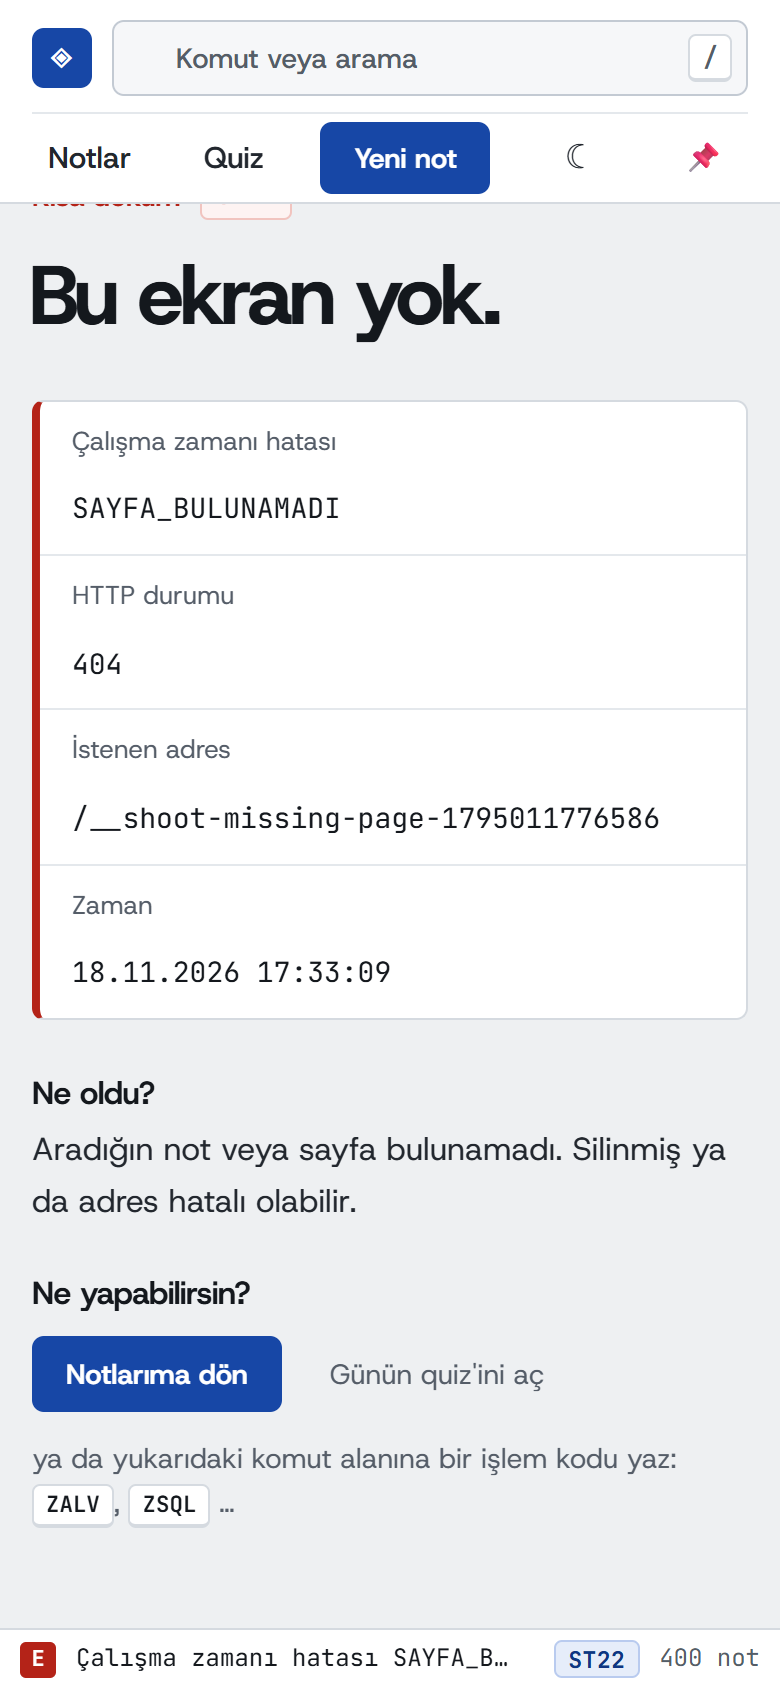 Komut veya arama /
Notlar Quiz Yeni not
Bu ekran yok.
Çalışma zamanı hatası
SAYFA_BULUNAMADI
HTTP durumu
404
İstenen adres
/__shoot-missing-page-1795011776586
Zaman
18.11.2026 17:33:09
Ne oldu?
Aradığın not veya sayfa bulunamadı. Silinmiş ya
da adres hatalı olabilir.
Ne yapabilirsin?
Notlarıma dön Günün quiz'ini aç
ya da yukarıdaki komut alanına bir işlem kodu yaz:
ZALV, ZSQL …
E Çalışma zamanı hatası SAYFA_B… ST22 400 not